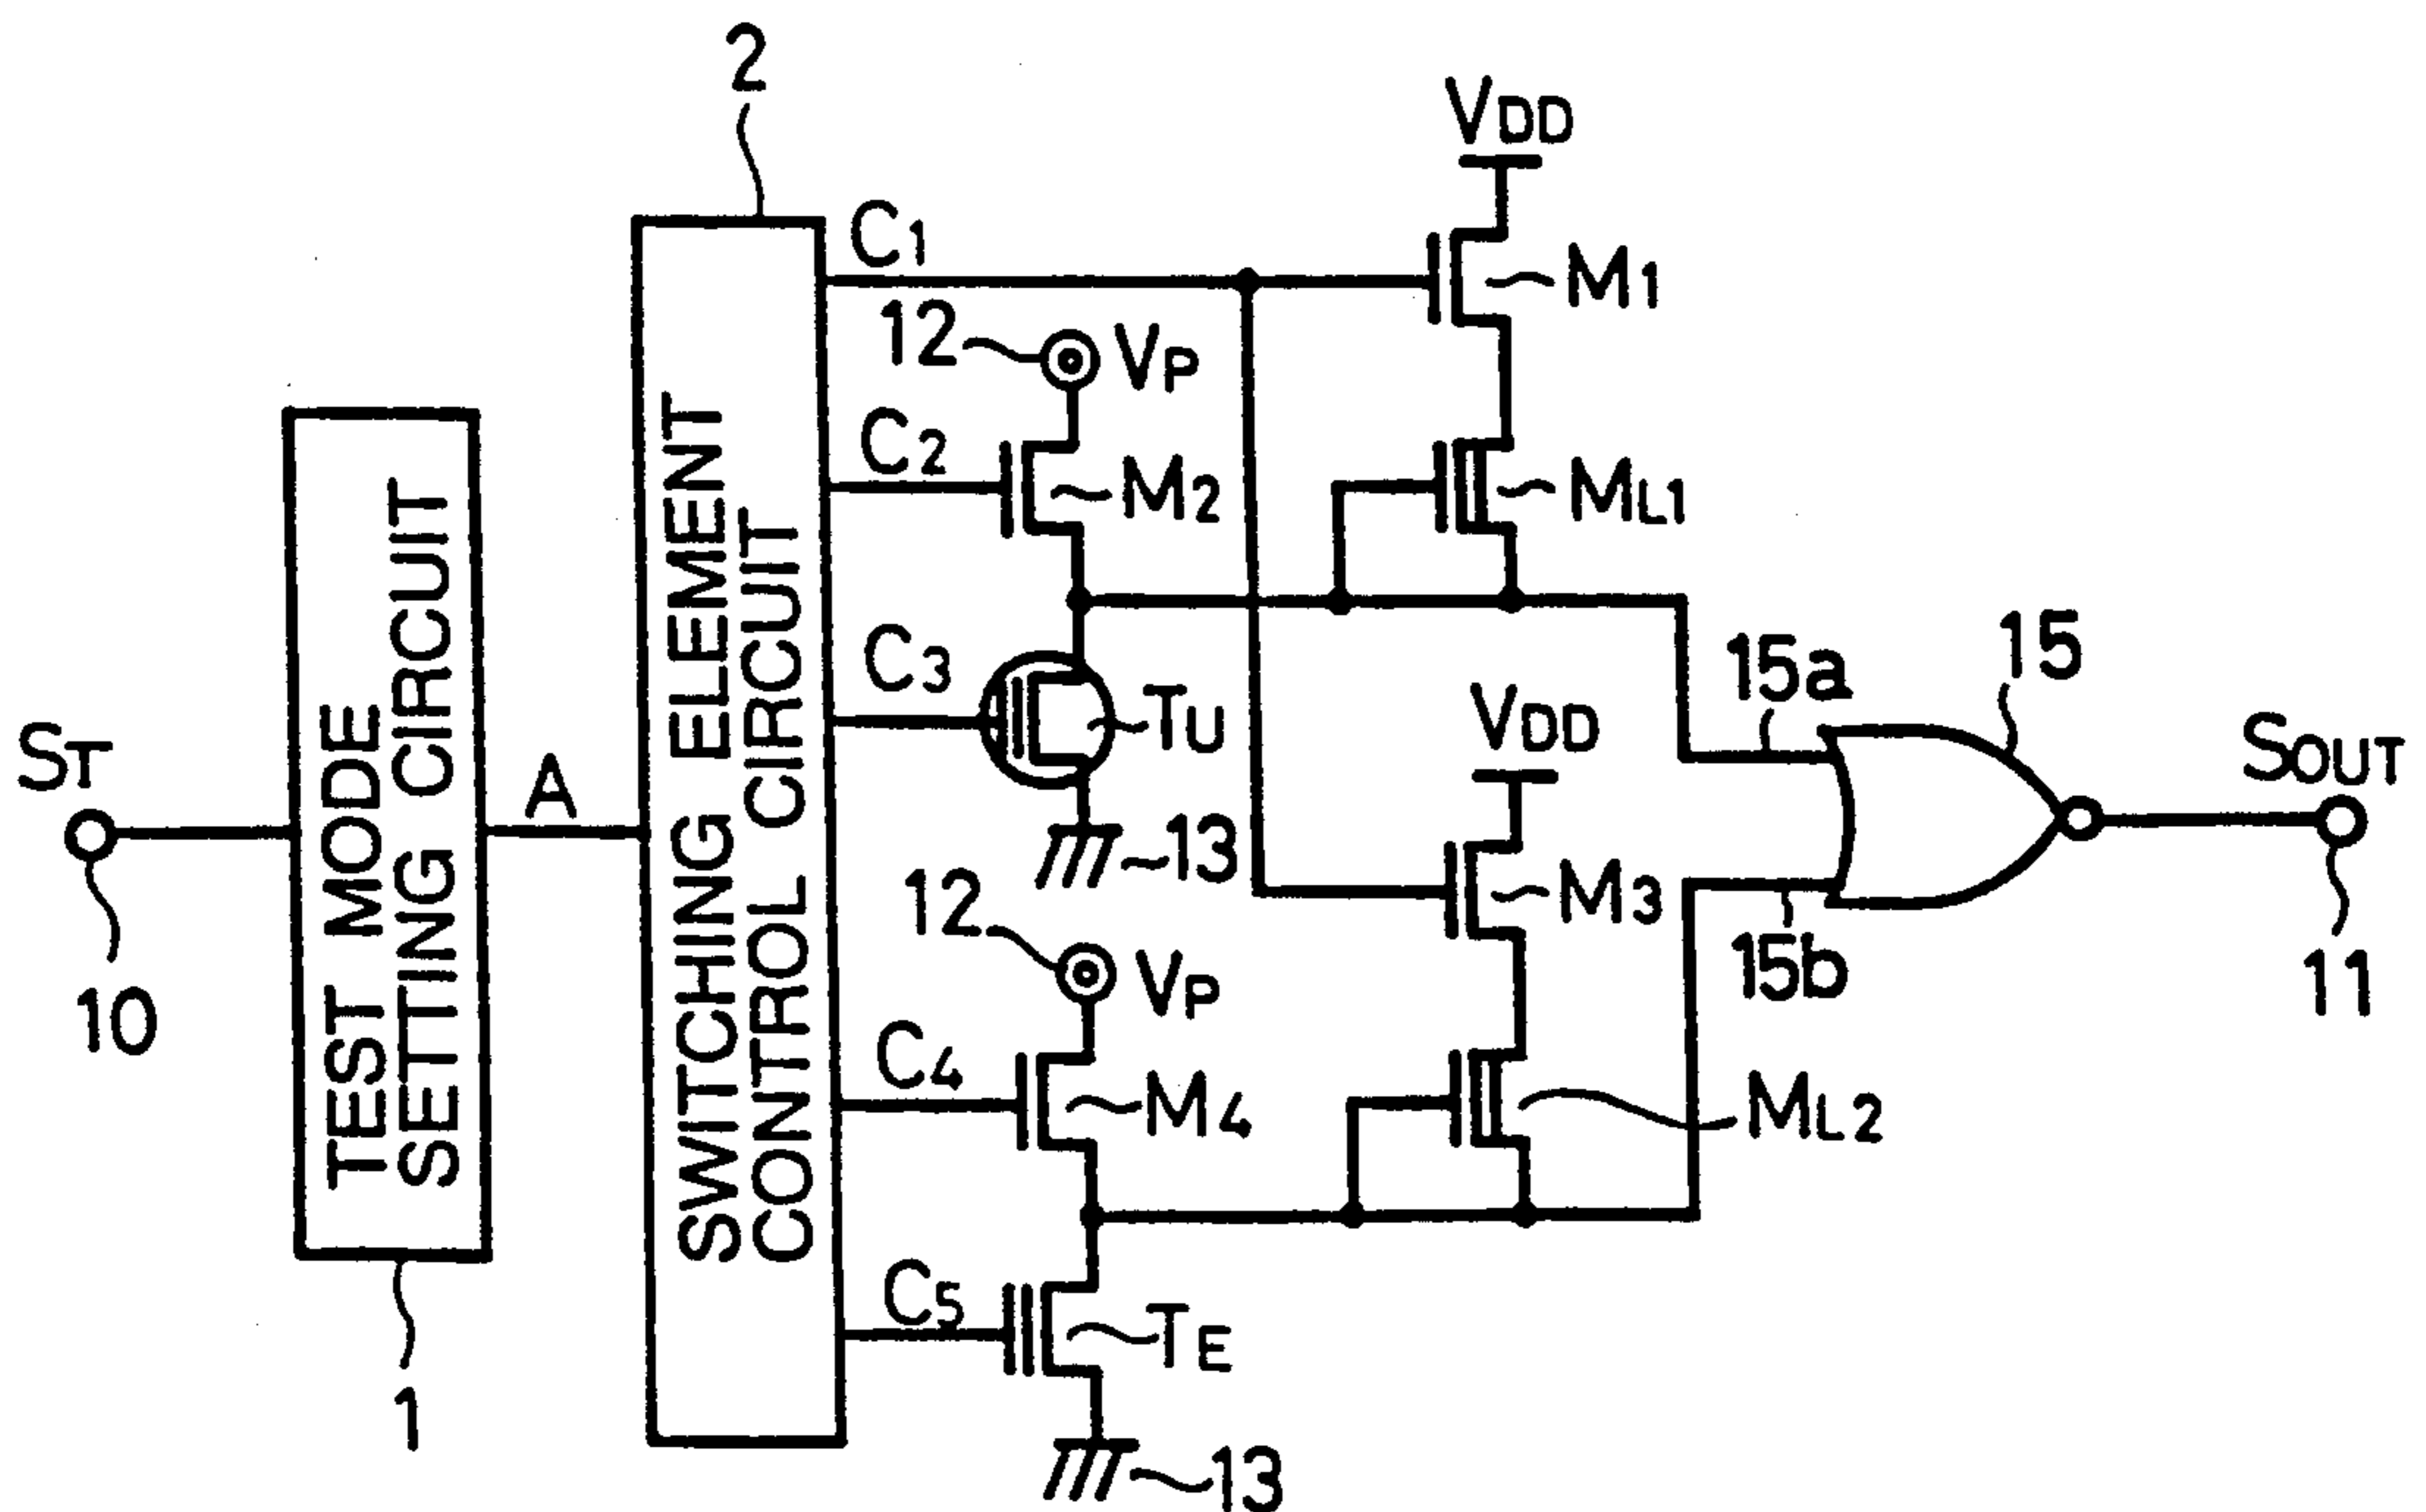 2
VDD
C1
M1
12
VP
C2
M2
ML1
C3
TU
15a
15
VDD
ST
A
SOUT
13
M3
12
VP
15b
10
11
C4
M4
ML2
TEST MODE
SETTING CIRCUIT
SWITCHING ELEMENT
CONTROL CIRCUIT
C5
TE
1
13